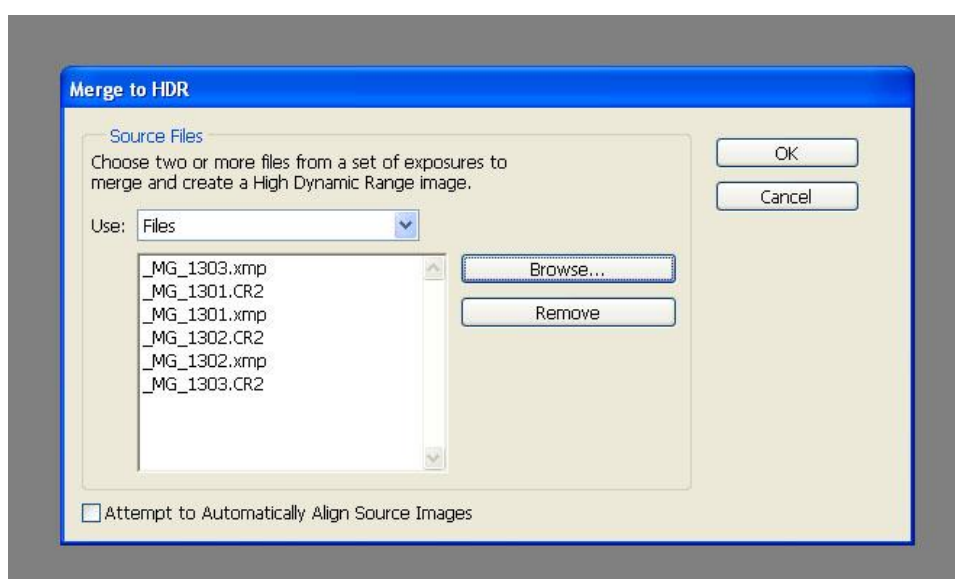 Merge to HDR
Source Files
Choose two or more files from a set of exposures to
merge and create a High Dynamic Range image.
OK
Cancel
Use: Files
_MG_1303.xmp
_MG_1301.CR2
_MG_1301.xmp
_MG_1302.CR2
_MG_1302.xmp
_MG_1303.CR2
Browse...
Remove
Attempt to Automatically Align Source Images